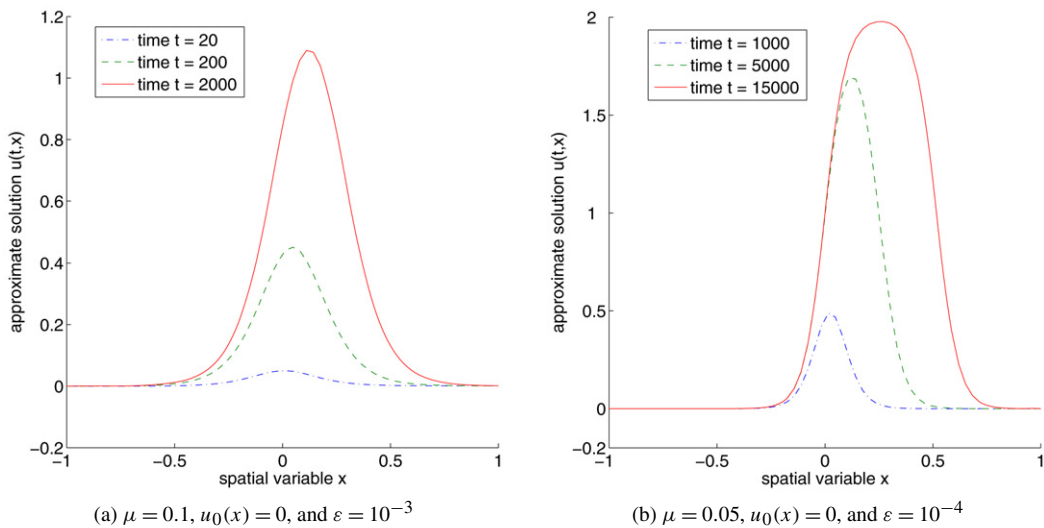 1.2
1
0.8
0.6
0.4
0.2
0
−0.2
−1
−0.5
0
0.5
1
approximate solution u(t,x)
spatial variable x
time t = 20
time t = 200
time t = 2000
(a) μ = 0.1, u₀(x) = 0, and ε = 10⁻³
2
1.5
1
0.5
0
−0.2
−1
−0.5
0
0.5
1
approximate solution u(t,x)
spatial variable x
time t = 1000
time t = 5000
time t = 15000
(b) μ = 0.05, u₀(x) = 0, and ε = 10⁻⁴